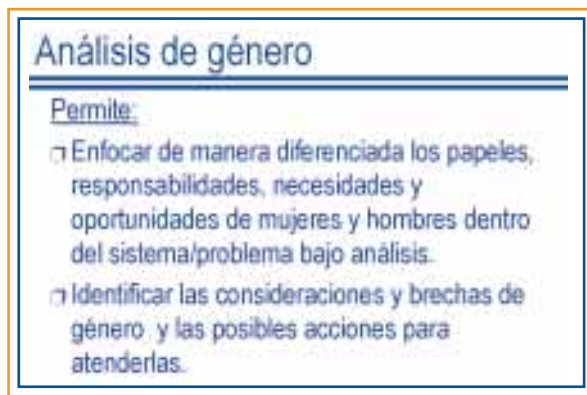 Análisis de género
Permite:
❒ Enfocar de manera diferenciada los papeles,
responsabilidades, necesidades y
oportunidades de mujeres y hombres dentro
del sistema/problema bajo análisis.
❒ Identificar las consideraciones y brechas de
género, y las posibles acciones para
atenderlas.